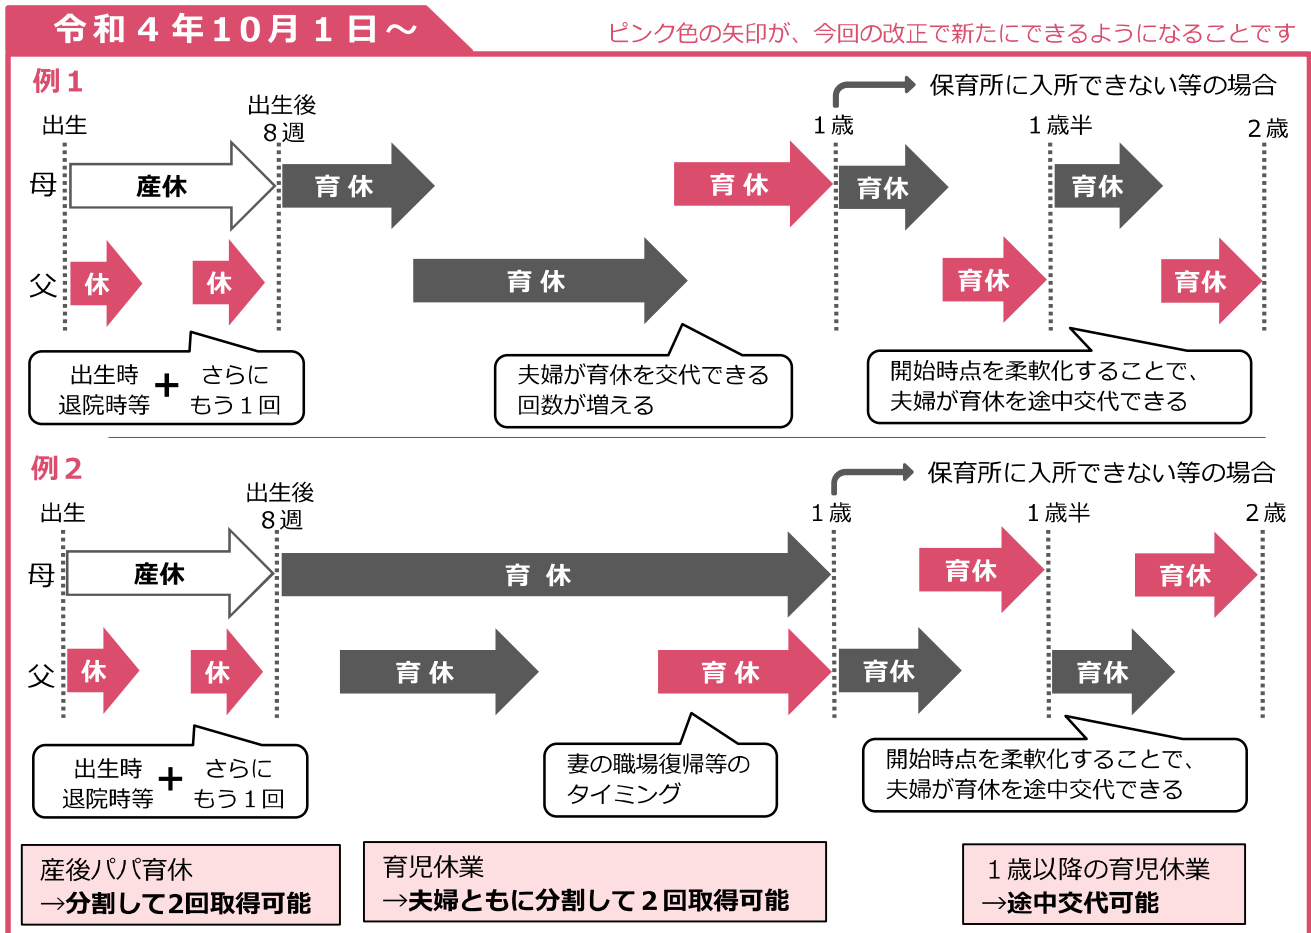 令和４年10月１日～
ピンク色の矢印が、今回の改正で新たにできるようになることです
例１
保育所に入所できない等の場合
出生
出生後
８週
１歳
１歳半
２歳
母
産休
育休
育休
育休
育休
父
休
休
育休
育休
育休
出生時
退院時等
＋
さらに
もう１回
夫婦が育休を交代できる
回数が増える
開始時点を柔軟化することで、
夫婦が育休を途中交代できる
例２
保育所に入所できない等の場合
出生
出生後
８週
１歳
１歳半
２歳
母
産休
育休
育休
育休
父
休
休
育休
育休
育休
育休
出生時
退院時等
＋
さらに
もう１回
妻の職場復帰等の
タイミング
開始時点を柔軟化することで、
夫婦が育休を途中交代できる
産後パパ育休
→分割して2回取得可能
育児休業
→夫婦ともに分割して２回取得可能
１歳以降の育児休業
→途中交代可能